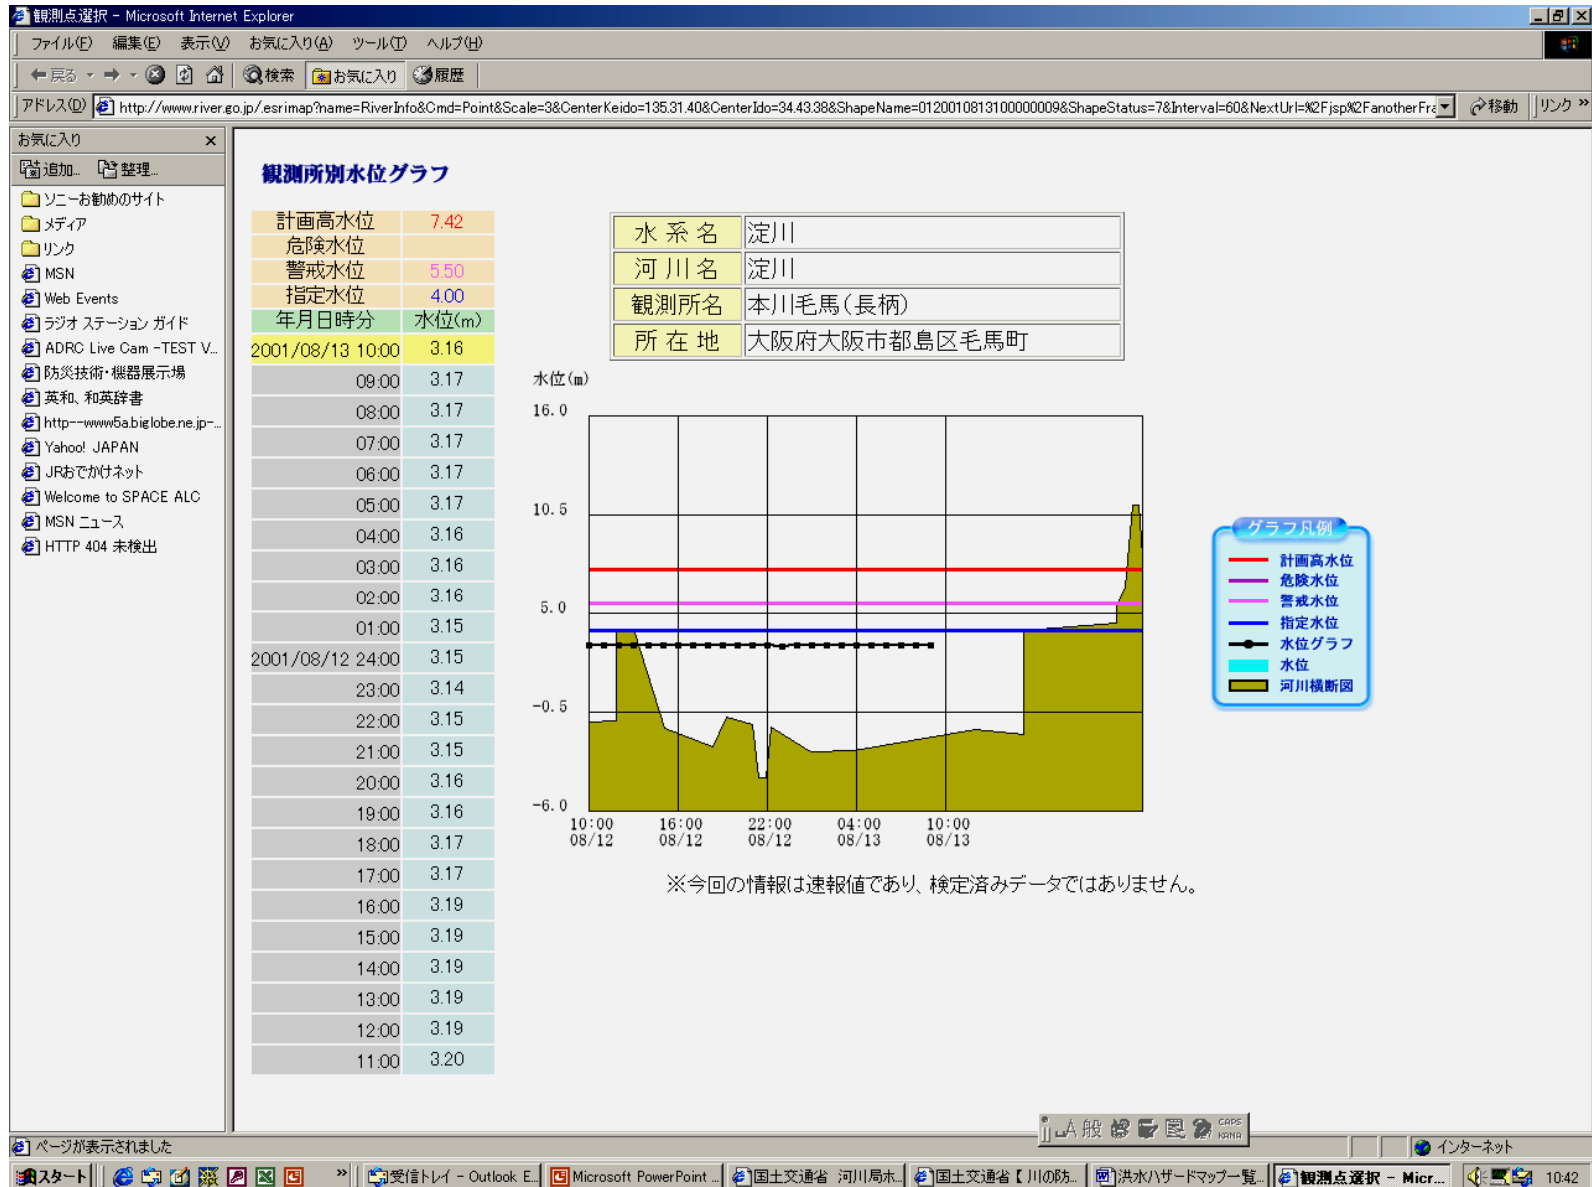 観測点選択 - Microsoft Internet Explorer
ファイル(F) 編集(E) 表示(V) お気に入り(A) ツール(T) ヘルプ(H)
戻る 検索 お気に入り 履歴
アドレス(D) http://www.river.go.jp/.esrimap?name=RiverInfo&Cmd=Point&Scale=3&CenterKeido=135.31.40&CenterIdo=34.43.38&ShapeName=0120010813100000009&ShapeStatus=7&Interval=60&NextUrl=%2Fjsp%2FanotherFra 移動 リンク »
お気に入り ×
追加... 整理...
ソニーお勧めのサイト
メディア
リンク
MSN
Web Events
ラジオ ステーション ガイド
ADRC Live Cam -TEST V...
防災技術・機器展示場
英和、和英辞書
http--www5a.biglobe.ne.jp-...
Yahoo! JAPAN
JRおでかけネット
Welcome to SPACE ALC
MSN ニュース
HTTP 404 未検出
観測所別水位グラフ
計画高水位 7.42
危険水位
警戒水位 5.50
指定水位 4.00
年月日時分 水位(m)
2001/08/13 10:00 3.16
09:00 3.17
08:00 3.17
07:00 3.17
06:00 3.17
05:00 3.17
04:00 3.16
03:00 3.16
02:00 3.16
01:00 3.15
2001/08/12 24:00 3.15
23:00 3.14
22:00 3.15
21:00 3.15
20:00 3.16
19:00 3.16
18:00 3.17
17:00 3.17
16:00 3.19
15:00 3.19
14:00 3.19
13:00 3.19
12:00 3.19
11:00 3.20
水系名 淀川
河川名 淀川
観測所名 本川毛馬(長柄)
所在地 大阪府大阪市都島区毛馬町
水位(m)
16.0
10.5
5.0
-0.5
-6.0
10:00 16:00 22:00 04:00 10:00
08/12 08/12 08/12 08/13 08/13
グラフ凡例
計画高水位
危険水位
警戒水位
指定水位
水位グラフ
水位
河川横断図
※今回の情報は速報値であり、検定済みデータではありません。
A 般 CAPS
KANA
ページが表示されました インターネット
スタート » 受信トレイ - Outlook E... Microsoft PowerPoint ... 国土交通省 河川局ホ... 国土交通省【川の防... 洪水ハザードマップ一覧... 観測点選択 - Micr... 10:42